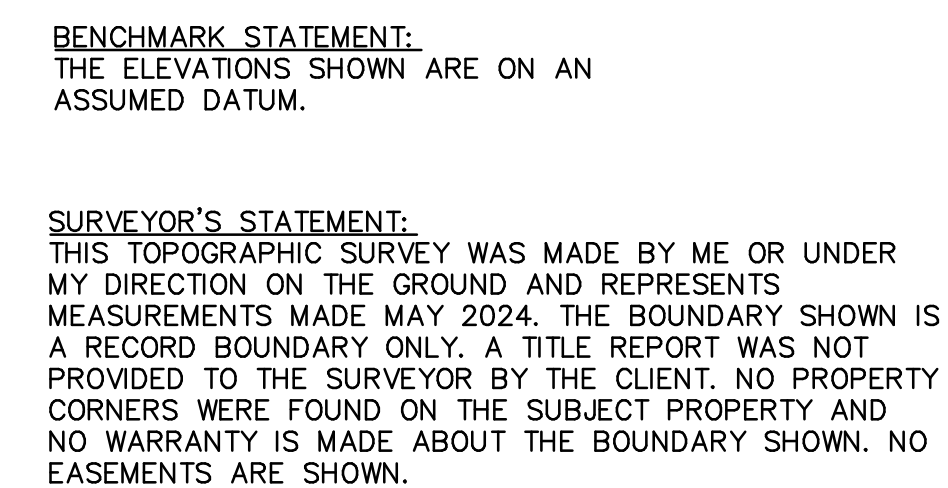 BENCHMARK STATEMENT:
THE ELEVATIONS SHOWN ARE ON AN
ASSUMED DATUM.
SURVEYOR'S STATEMENT:
THIS TOPOGRAPHIC SURVEY WAS MADE BY ME OR UNDER
MY DIRECTION ON THE GROUND AND REPRESENTS
MEASUREMENTS MADE MAY 2024. THE BOUNDARY SHOWN IS
A RECORD BOUNDARY ONLY. A TITLE REPORT WAS NOT
PROVIDED TO THE SURVEYOR BY THE CLIENT. NO PROPERTY
CORNERS WERE FOUND ON THE SUBJECT PROPERTY AND
NO WARRANTY IS MADE ABOUT THE BOUNDARY SHOWN. NO
EASEMENTS ARE SHOWN.